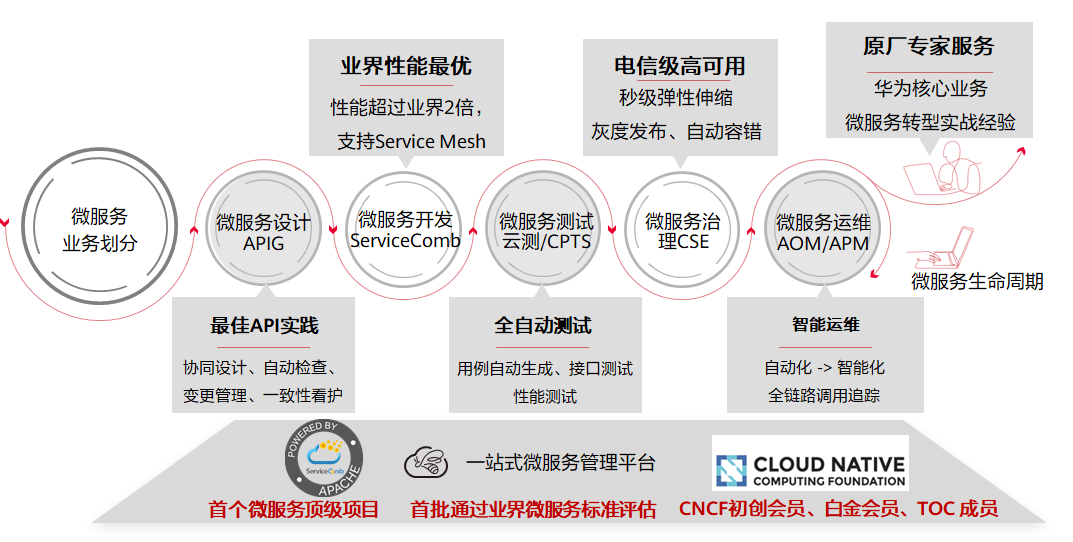 业界性能最优
性能超过业界2倍，
支持Service Mesh
电信级高可用
秒级弹性伸缩
灰度发布、自动容错
原厂专家服务
华为核心业务
微服务转型实战经验
微服务
业务划分
微服务设计
APIG
微服务开发
ServiceComb
微服务测试
云测/CPTS
微服务治
理CSE
微服务运维
AOM/APM
微服务生命周期
最佳API实践
协同设计、自动检查、
变更管理、一致性看护
全自动测试
用例自动生成、接口测试
性能测试
智能运维
自动化 -> 智能化
全链路调用追踪
POWERED BY
ServiceComb
APACHE
首个微服务顶级项目
一站式微服务管理平台
首批通过业界微服务标准评估
CLOUD NATIVE
COMPUTING FOUNDATION
CNCF初创会员、白金会员、TOC 成员